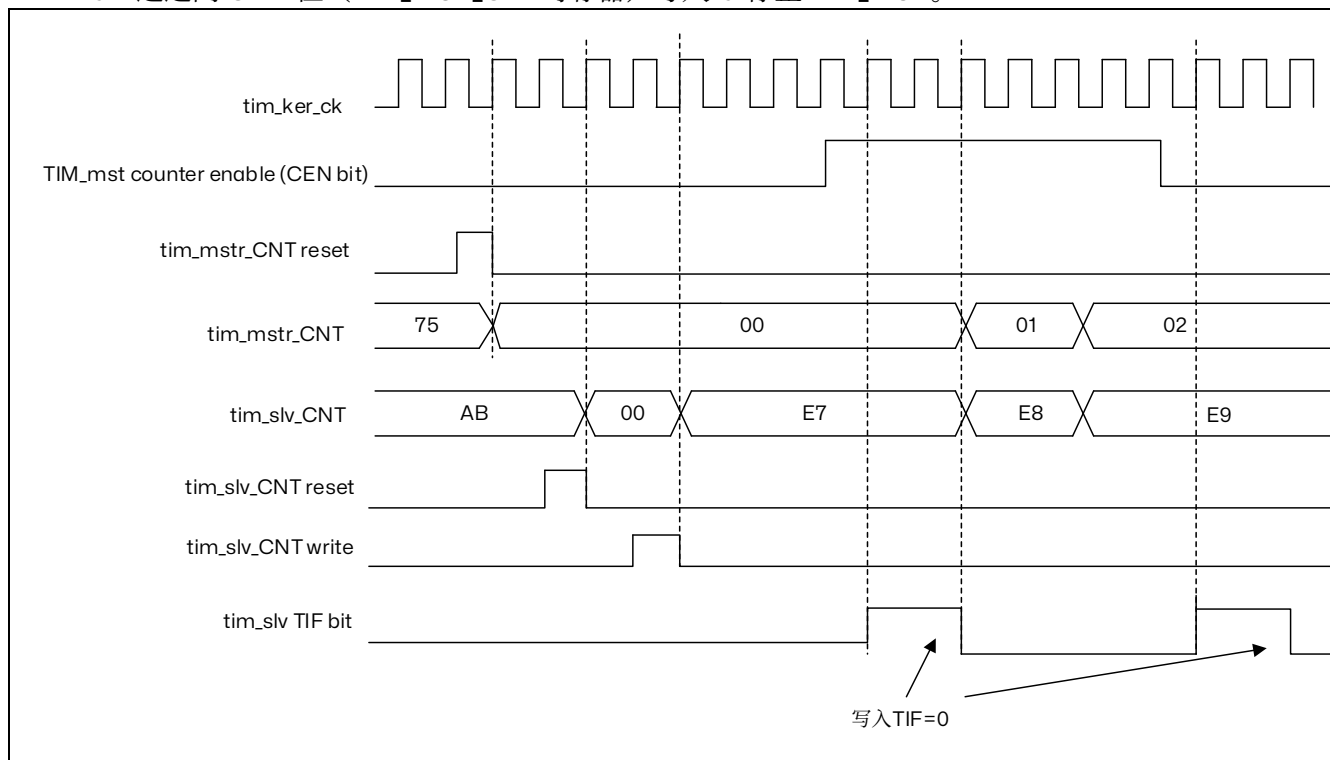 tim_ker_ck
TIM_mst counter enable (CEN bit)
tim_mstr_CNT reset
tim_mstr_CNT
75
00
01
02
tim_slv_CNT
AB
00
E7
E8
E9
tim_slv_CNT reset
tim_slv_CNT write
tim_slv TIF bit
写入TIF=0